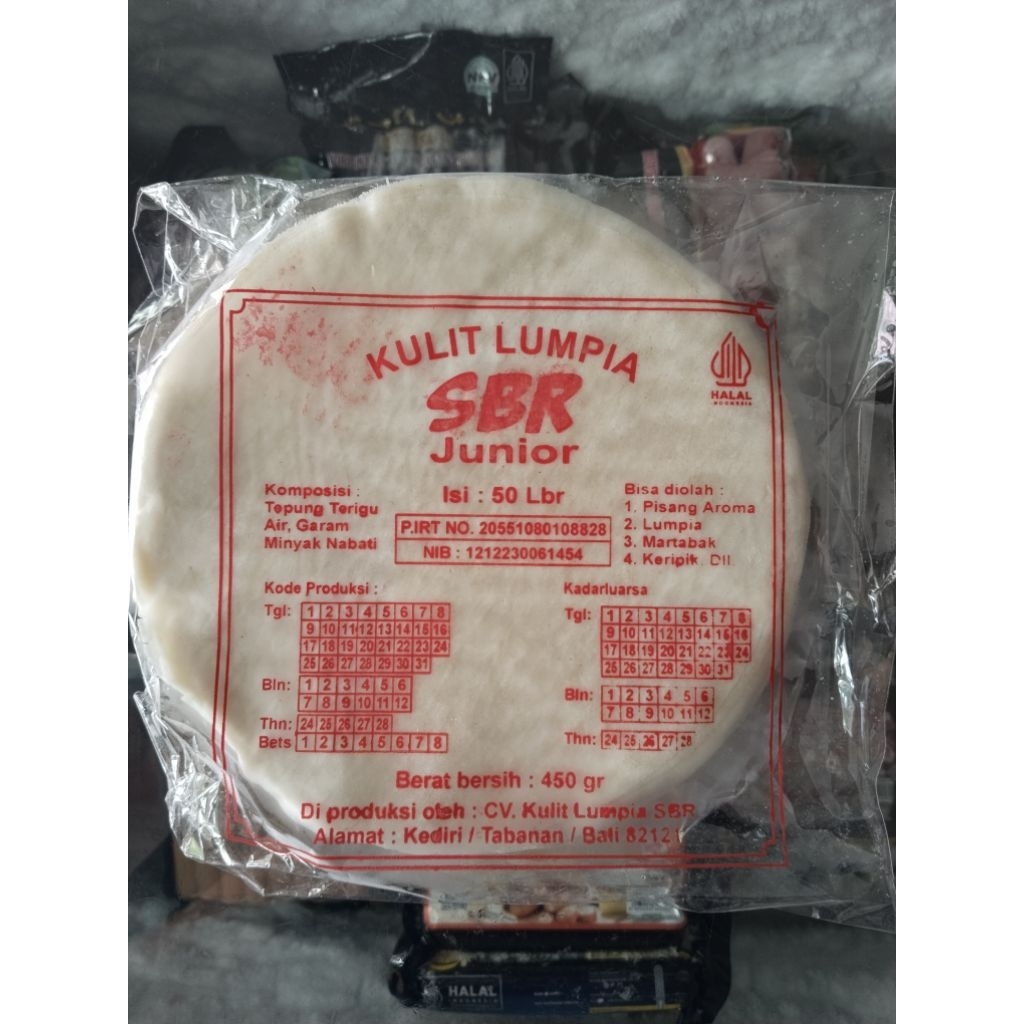 NKV
KULIT LUMPIA
SBR
Junior
HALAL
INDONESIA
Isi : 50 Lbr
Komposisi :
Tepung Terigu
Air, Garam
Minyak Nabati
P.IRT NO. 20551080108828
NIB : 1212230061454
Bisa diolah :
1. Pisang Aroma
2. Lumpia
3. Martabak
4. Keripik. Dll
Kode Produksi :
Tgl: 1 2 3 4 5 6 7 8
9 10 11 12 13 14 15 16
17 18 19 20 21 22 23 24
25 26 27 28 29 30 31
Bln: 1 2 3 4 5 6
7 8 9 10 11 12
Thn: 24 25 26 27 28
Bets 1 2 3 4 5 6 7 8
Kadarluarsa
Tgl: 1 2 3 4 5 6 7 8
9 10 11 12 13 14 15 16
17 18 19 20 21 22 23 24
25 26 27 28 29 30 31
Bln: 1 2 3 4 5 6
7 8 9 10 11 12
Thn: 24 25 26 27 28
Berat bersih : 450 gr
Di produksi oleh : CV. Kulit Lumpia SBR
Alamat : Kediri / Tabanan / Bali 82121
HALAL
INDONESIA